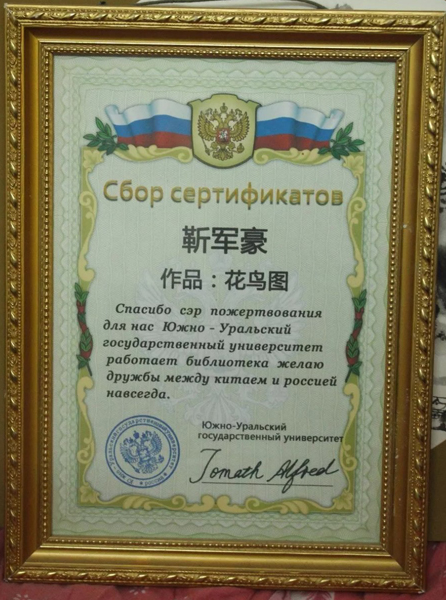 Сбор сертификатов
靳军豪
作品：花鸟图
Спасибо сэр пожертвования
для нас Южно - Уральский
государственный университет
работает библиотека желаю
дружбы между китаем и россией
навсегда.
Южно-Уральский
государственный университет
Tomath Alfred